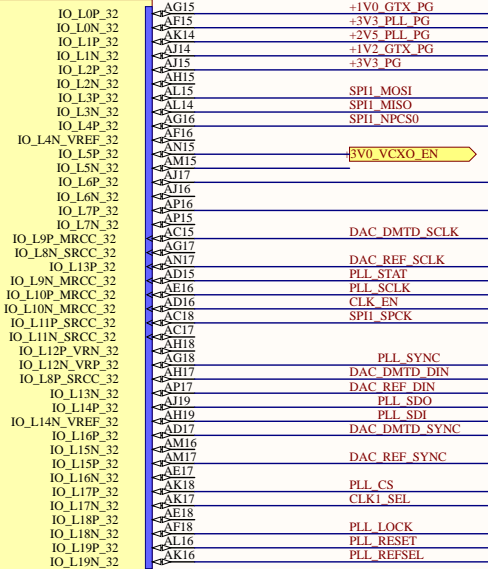 IO_L0P_32 AG15 +1V0_GTX_PG
IO_L0N_32 AF15 +3V3_PLL_PG
IO_L1P_32 AK14 +2V5_PLL_PG
IO_L1N_32 AJ14 +1V2_GTX_PG
IO_L2P_32 AJ15 +3V3_PG
IO_L2N_32 AH15
IO_L3P_32 AL15 SPI1_MOSI
IO_L3N_32 AL14 SPI1_MISO
IO_L4P_32 AG16 SPI1_NPCS0
IO_L4N_VREF_32 AF16
IO_L5P_32 AN15 3V0_VCXO_EN
IO_L5N_32 AM15
IO_L6P_32 AJ17
IO_L6N_32 AJ16
IO_L7P_32 AP16
IO_L7N_32 AP15
IO_L9P_MRCC_32 AC15 DAC_DMTD_SCLK
IO_L8N_SRCC_32 AG17
IO_L13P_32 AN17 DAC_REF_SCLK
IO_L9N_MRCC_32 AD15 PLL_STAT
IO_L10P_MRCC_32 AE16 PLL_SCLK
IO_L10N_MRCC_32 AD16 CLK_EN
IO_L11P_SRCC_32 AC18 SPI1_SPCK
IO_L11N_SRCC_32 AC17
IO_L12P_VRN_32 AH18
IO_L12N_VRP_32 AG18 PLL_SYNC
IO_L8P_SRCC_32 AH17 DAC_DMTD_DIN
IO_L13N_32 AP17 DAC_REF_DIN
IO_L14P_32 AJ19 PLL_SDO
IO_L14N_VREF_32 AH19 PLL_SDI
IO_L16P_32 AD17 DAC_DMTD_SYNC
IO_L15N_32 AM16
IO_L15P_32 AM17 DAC_REF_SYNC
IO_L16N_32 AE17
IO_L17P_32 AK18 PLL_CS
IO_L17N_32 AK17 CLK1_SEL
IO_L18P_32 AE18
IO_L18N_32 AF18 PLL_LOCK
IO_L19P_32 AL16 PLL_RESET
IO_L19N_32 AK16 PLL_REFSEL